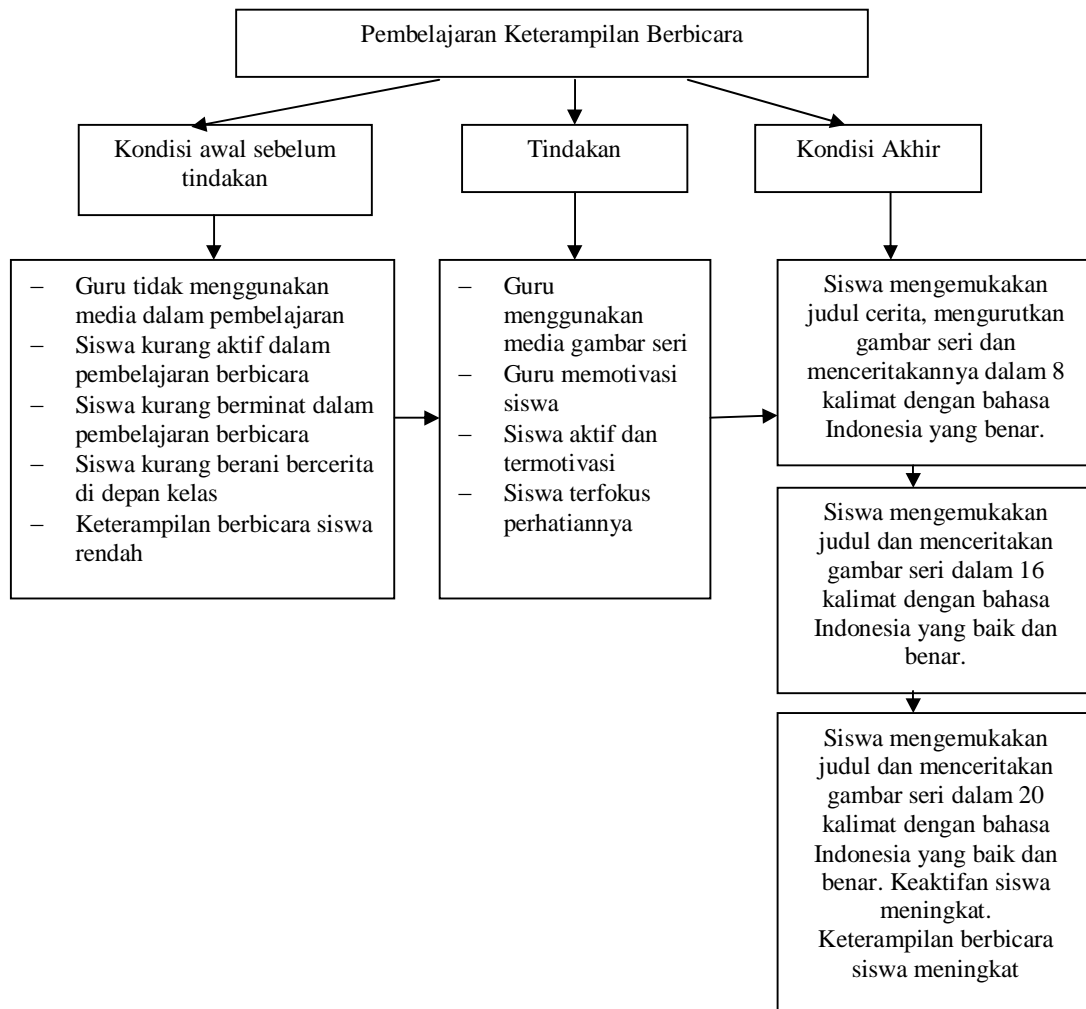 Pembelajaran Keterampilan Berbicara
Kondisi awal sebelum
tindakan
Tindakan
Kondisi Akhir
– Guru tidak menggunakan
media dalam pembelajaran
– Siswa kurang aktif dalam
pembelajaran berbicara
– Siswa kurang berminat dalam
pembelajaran berbicara
– Siswa kurang berani bercerita
di depan kelas
– Keterampilan berbicara siswa
rendah
– Guru
menggunakan
media gambar seri
– Guru memotivasi
siswa
– Siswa aktif dan
termotivasi
– Siswa terfokus
perhatiannya
Siswa mengemukakan
judul cerita, mengurutkan
gambar seri dan
menceritakannya dalam 8
kalimat dengan bahasa
Indonesia yang benar.
Siswa mengemukakan
judul dan menceritakan
gambar seri dalam 16
kalimat dengan bahasa
Indonesia yang baik dan
benar.
Siswa mengemukakan
judul dan menceritakan
gambar seri dalam 20
kalimat dengan bahasa
Indonesia yang baik dan
benar. Keaktifan siswa
meningkat.
Keterampilan berbicara
siswa meningkat